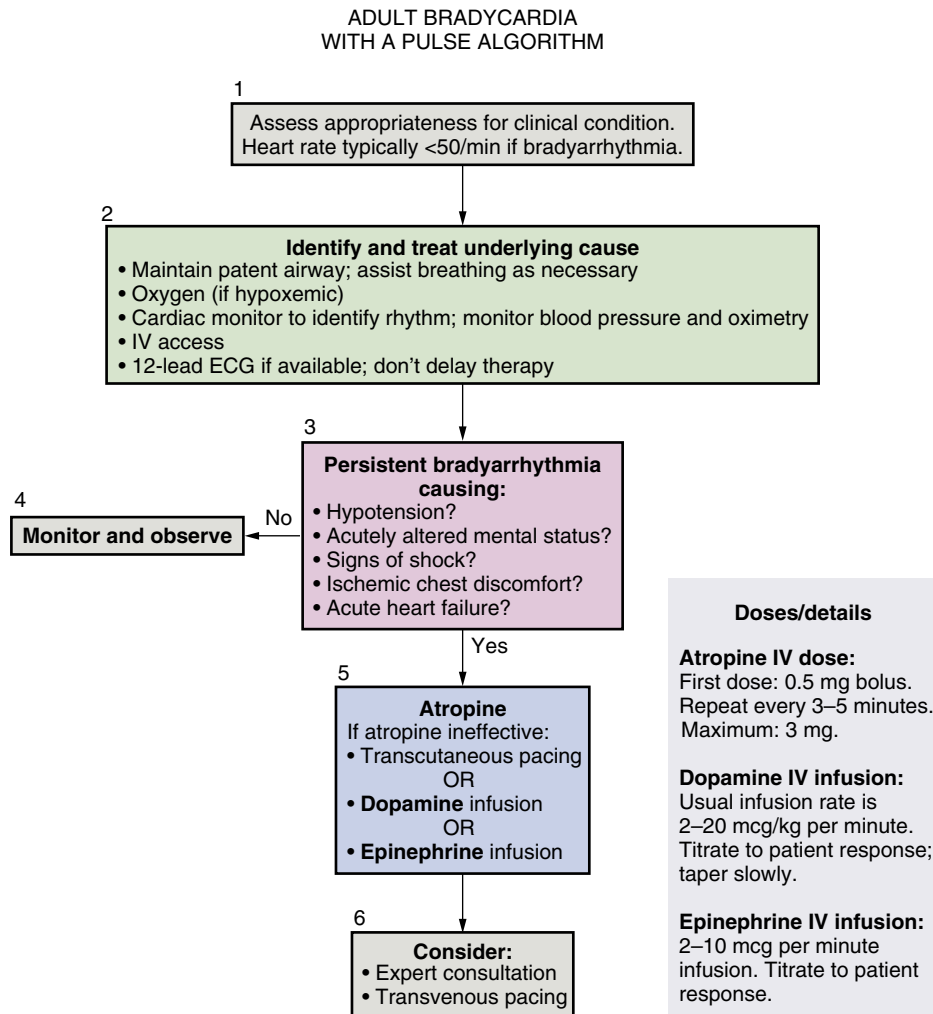 ADULT BRADYCARDIA
WITH A PULSE ALGORITHM
1
Assess appropriateness for clinical condition.
Heart rate typically <50/min if bradyarrhythmia.
2
Identify and treat underlying cause
• Maintain patent airway; assist breathing as necessary
• Oxygen (if hypoxemic)
• Cardiac monitor to identify rhythm; monitor blood pressure and oximetry
• IV access
• 12-lead ECG if available; don’t delay therapy
3
Persistent bradyarrhythmia
causing:
• Hypotension?
• Acutely altered mental status?
• Signs of shock?
• Ischemic chest discomfort?
• Acute heart failure?
No
4
Monitor and observe
Yes
5
Atropine
If atropine ineffective:
• Transcutaneous pacing
OR
• Dopamine infusion
OR
• Epinephrine infusion
6
Consider:
• Expert consultation
• Transvenous pacing
Doses/details
Atropine IV dose:
First dose: 0.5 mg bolus.
Repeat every 3–5 minutes.
Maximum: 3 mg.
Dopamine IV infusion:
Usual infusion rate is
2–20 mcg/kg per minute.
Titrate to patient response;
taper slowly.
Epinephrine IV infusion:
2–10 mcg per minute
infusion. Titrate to patient
response.